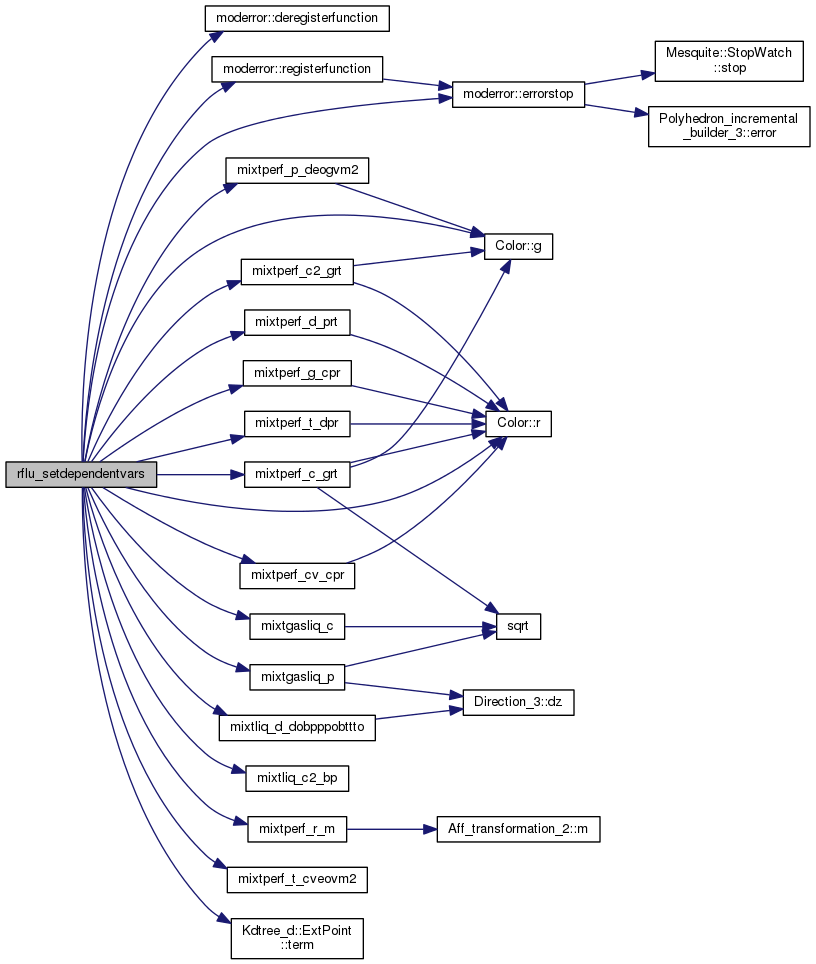 moderror::deregisterfunction
moderror::registerfunction
Mesquite::StopWatch
::stop
moderror::errorstop
Polyhedron_incremental
_builder_3::error
mixtperf_p_deogvm2
Color::g
mixtperf_c2_grt
mixtperf_d_prt
mixtperf_g_cpr
mixtperf_t_dpr
Color::r
rflu_setdependentvars
mixtperf_c_grt
mixtperf_cv_cpr
mixtgasliq_c
sqrt
mixtgasliq_p
Direction_3::dz
mixtliq_d_dobpppobttto
mixtliq_c2_bp
mixtperf_r_m
Aff_transformation_2::m
mixtperf_t_cveovm2
Kdtree_d::ExtPoint
::term